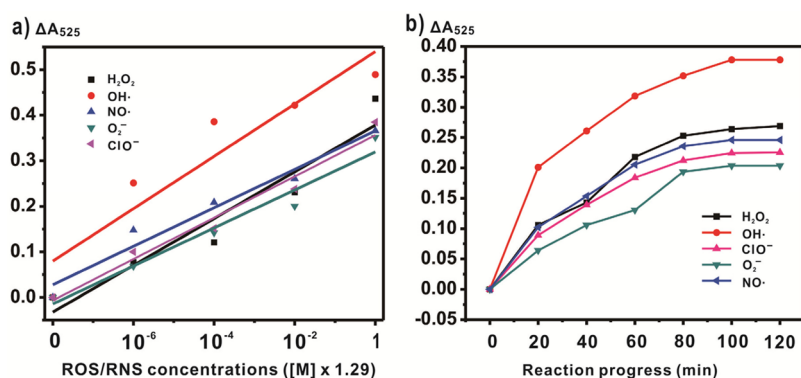 a) ΔA₅₂₅
0.5
0.4
0.3
0.2
0.1
0.0
H₂O₂
OH·
NO·
O₂⁻
ClO⁻
0 10⁻⁶ 10⁻⁴ 10⁻² 1
ROS/RNS concentrations ([M] x 1.29)
b) ΔA₅₂₅
0.40
0.35
0.30
0.25
0.20
0.15
0.10
0.05
0.00
-0.05
H₂O₂
OH·
ClO⁻
O₂⁻
NO·
0 20 40 60 80 100 120
Reaction progress (min)